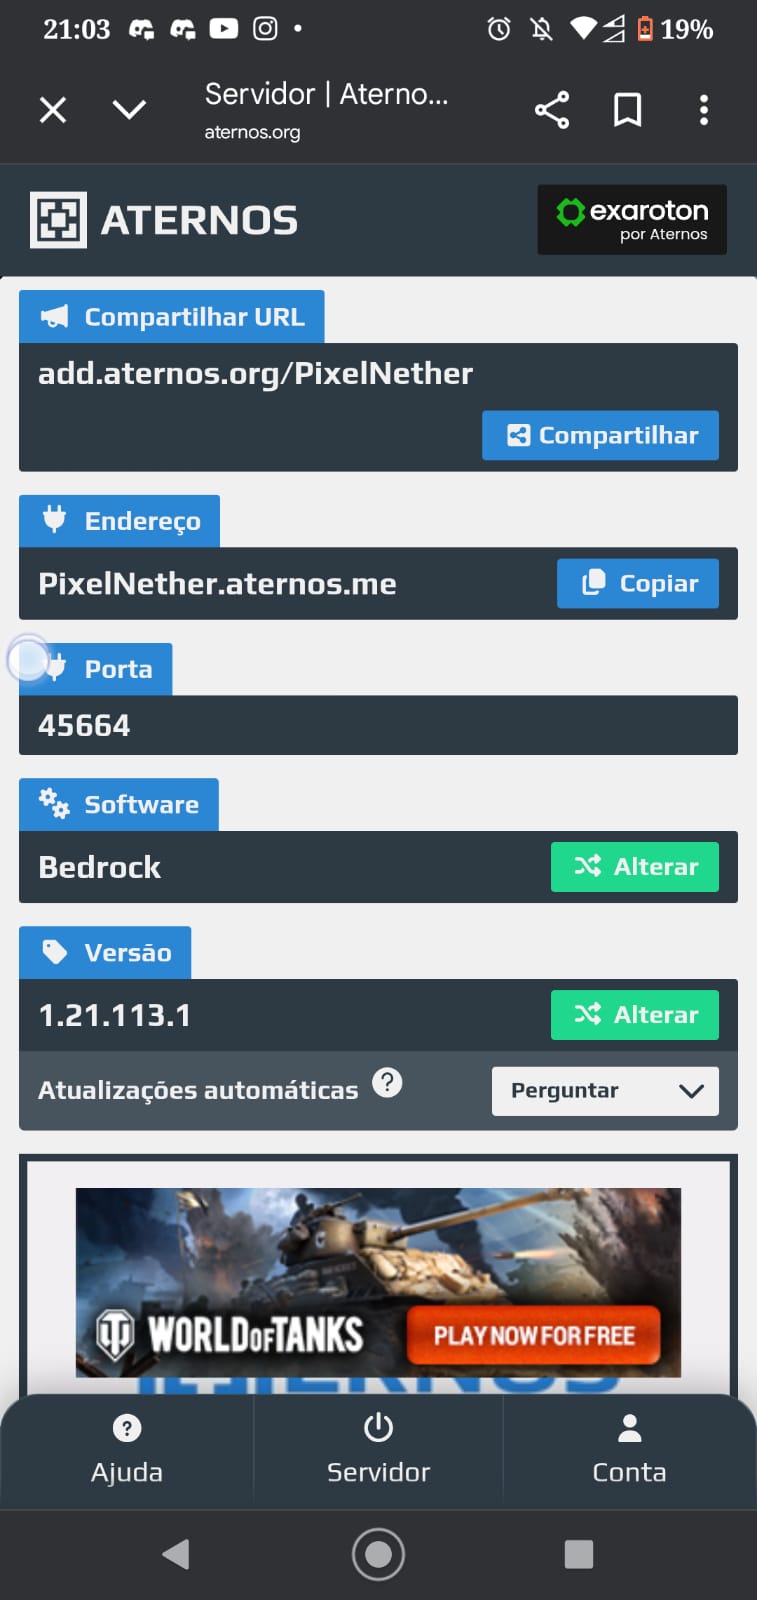 21:03
19%
Servidor | Aterno...
aternos.org
ATERNOS
exaroton
por Aternos
Compartilhar URL
add.aternos.org/PixelNether
Compartilhar
Endereço
PixelNether.aternos.me
Copiar
Porta
45664
Software
Bedrock
Alterar
Versão
1.21.113.1
Alterar
Atualizações automáticas ?
Perguntar
WORLD OF TANKS
PLAY NOW FOR FREE
Ajuda
Servidor
Conta